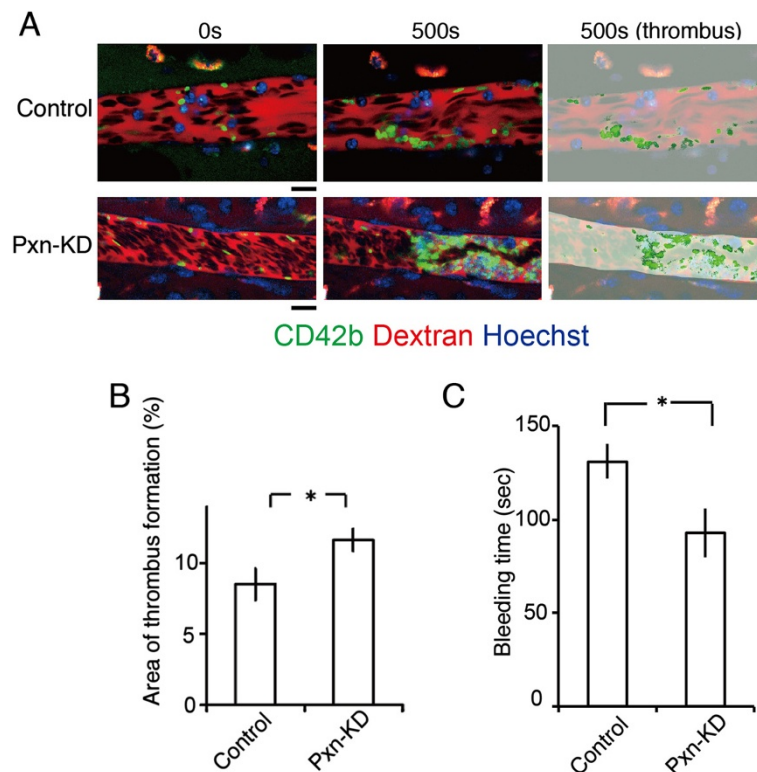 A
0s
500s
500s (thrombus)
Control
Pxn-KD
CD42b Dextran Hoechst
B
Area of thrombus formation (%)
10
5
0
*
Control
Pxn-KD
C
Bleeding time (sec)
150
100
50
0
*
Control
Pxn-KD